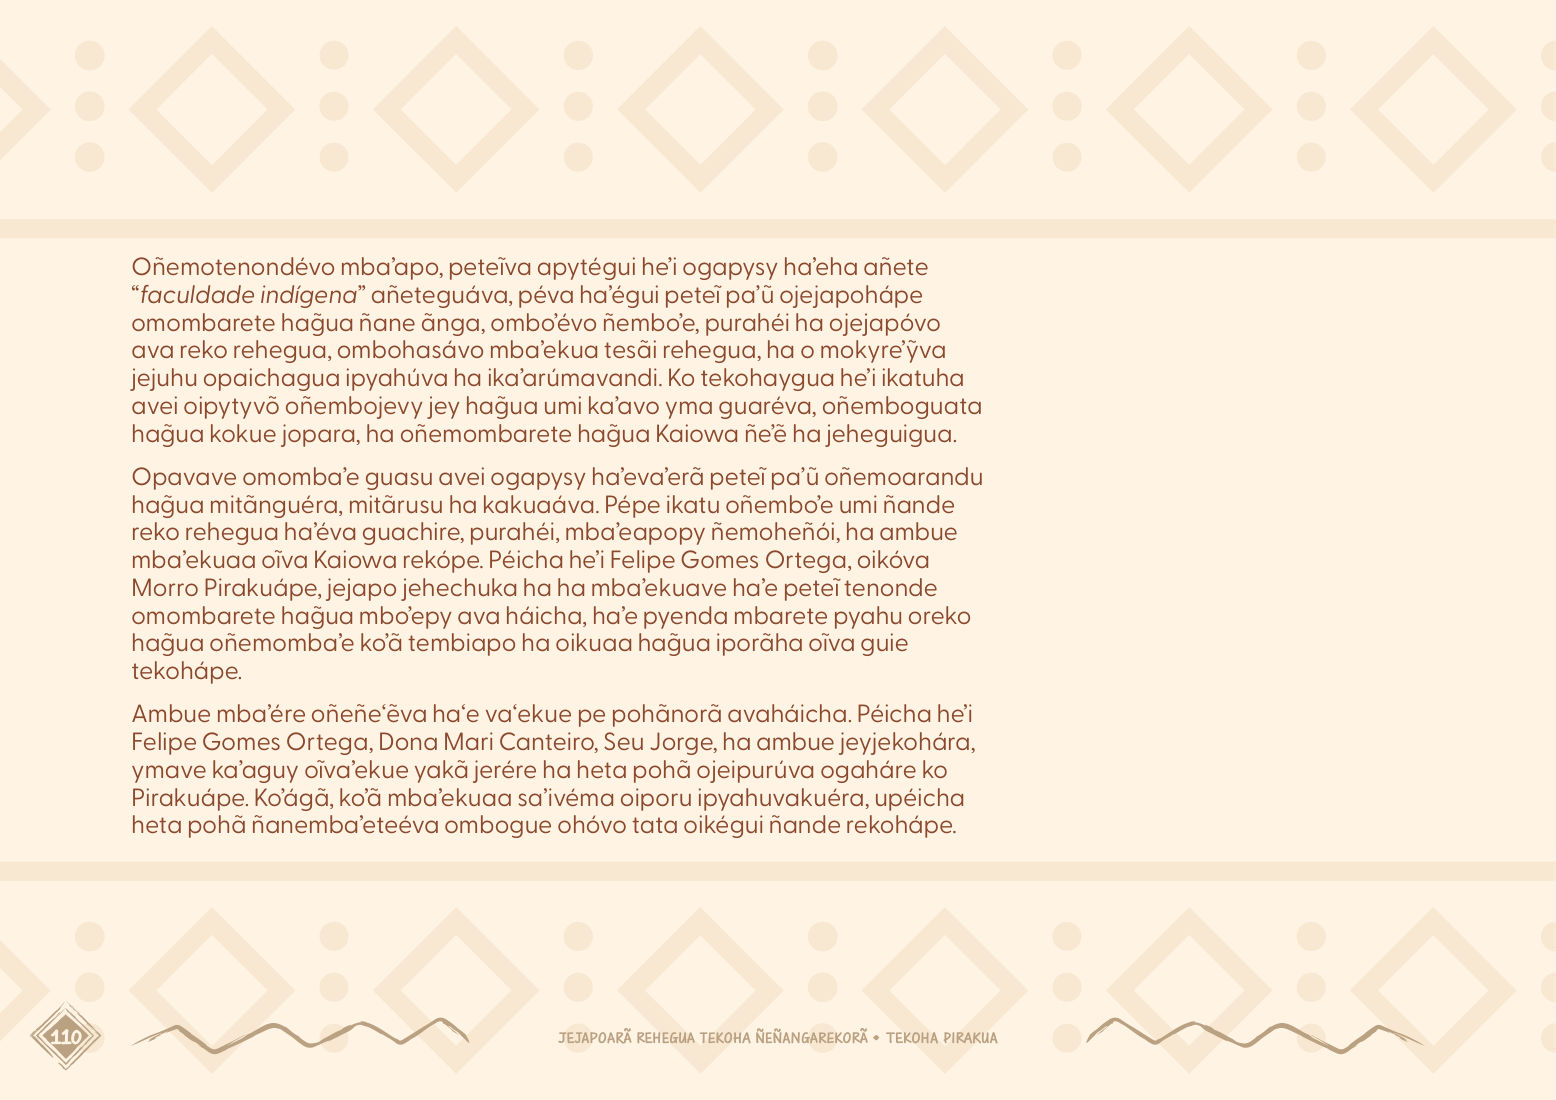 Oñemotenondévo mba’apo, peteĩva apytégui he’i ogapysy ha’eha añete
“faculdade indígena” añeteguáva, péva ha’égui peteĩ pa’ũ ojejapohápe
omombarete hag̃ua ñane ãnga, ombo’évo ñembo’e, purahéi ha ojejapóvo
ava reko rehegua, ombohasávo mba’ekua tesãi rehegua, ha o mokyre’ỹva
jejuhu opaichagua ipyahúva ha ika’arúmavandi. Ko tekohaygua he’i ikatuha
avei oipytyvõ oñembojevy jey hag̃ua umi ka’avo yma guaréva, oñemboguata
hag̃ua kokue jopara, ha oñemombarete hag̃ua Kaiowa ñe’ẽ ha jeheguigua.
Opavave omomba’e guasu avei ogapysy ha’eva’erã peteĩ pa’ũ oñemoarandu
hag̃ua mitãnguéra, mitãrusu ha kakuaáva. Pépe ikatu oñembo’e umi ñande
reko rehegua ha’éva guachire, purahéi, mba’eapopy ñemoheñói, ha ambue
mba’ekuaa oĩva Kaiowa rekópe. Péicha he’i Felipe Gomes Ortega, oikóva
Morro Pirakuápe, jejapo jehechuka ha ha mba’ekuave ha’e peteĩ tenonde
omombarete hag̃ua mbo’epy ava háicha, ha’e pyenda mbarete pyahu oreko
hag̃ua oñemomba’e ko’ã tembiapo ha oikuaa hag̃ua iporãha oĩva guie
tekohápe.
Ambue mba’ére oñeñe‘ẽva ha‘e va‘ekue pe pohãnorã avaháicha. Péicha he’i
Felipe Gomes Ortega, Dona Mari Canteiro, Seu Jorge, ha ambue jeyjekohára,
ymave ka’aguy oĩva’ekue yakã jerére ha heta pohã ojeipurúva ogaháre ko
Pirakuápe. Ko’ágã, ko’ã mba’ekuaa sa’ivéma oiporu ipyahuvakuéra, upéicha
heta pohã ñanemba’eteéva ombogue ohóvo tata oikégui ñande rekohápe.
110
JEJAPOARÃ REHEGUA TEKOHA ÑEÑANGAREKORÃ • TEKOHA PIRAKUA